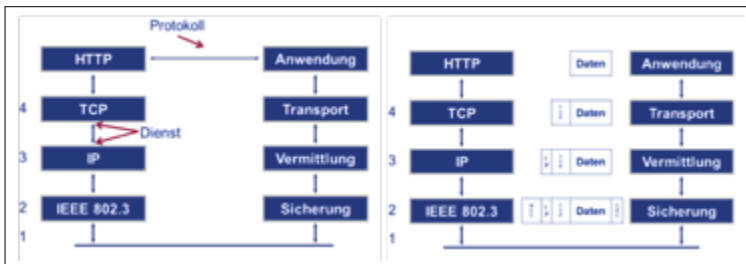 Protokoll
HTTP Anwendung
4 TCP Transport
Dienst
3 IP Vermittlung
2 IEEE 802.3 Sicherung
1
HTTP Daten Anwendung
4 TCP Daten Transport
3 IP Daten Vermittlung
2 IEEE 802.3 Daten Sicherung
1